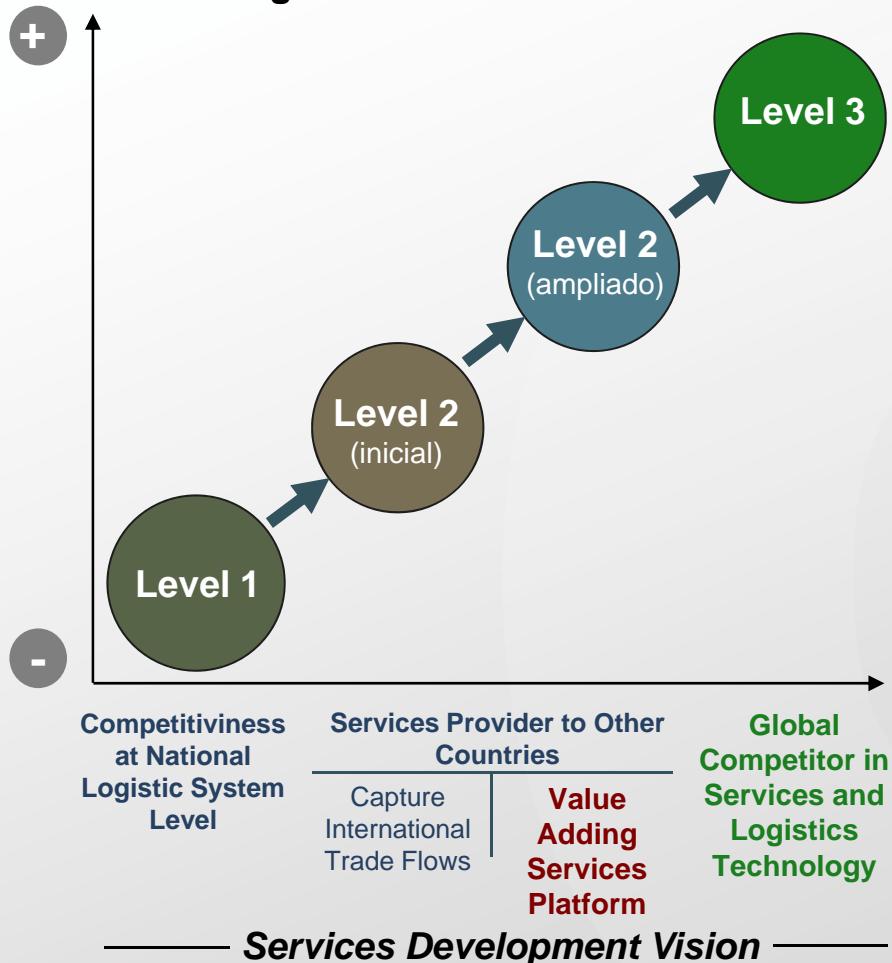 +
Level 3
Level 2
(ampliado)
Level 2
(inicial)
Level 1
-
Competitiviness
at National
Logistic System
Level
Services Provider to Other
Countries
Capture
International
Trade Flows
Value
Adding
Services
Platform
Global
Competitor in
Services and
Logistics
Technology
Services Development Vision